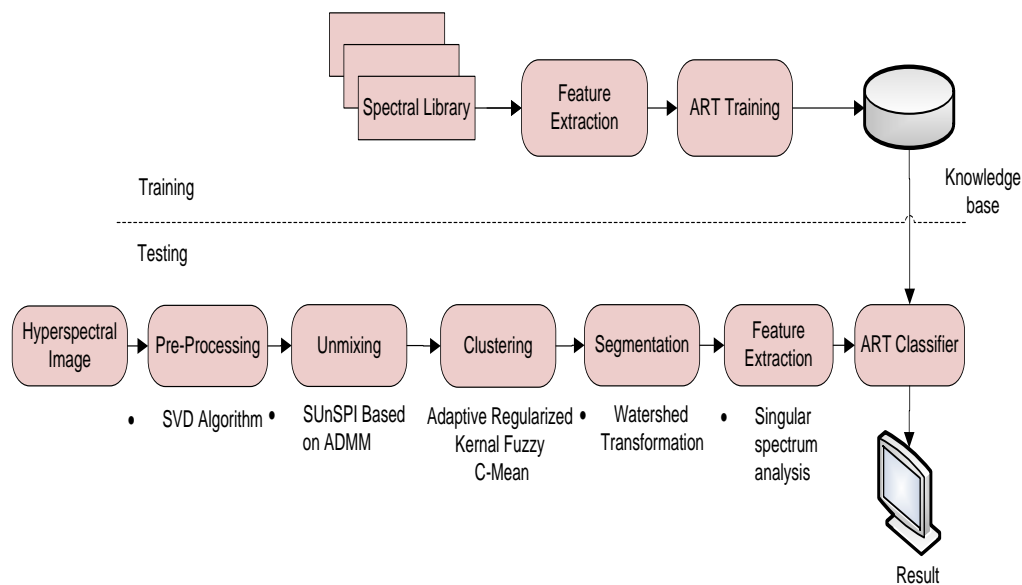 Spectral Library
Feature
Extraction
ART Training
Knowledge
base
Training
Testing
Hyperspectral
Image
Pre-Processing
Unmixing
Clustering
Segmentation
Feature
Extraction
ART Classifier
• SVD Algorithm
• SUnSPI Based
on ADMM
Adaptive Regularized
Kernal Fuzzy
C-Mean
• Watershed
Transformation
• Singular
spectrum
analysis
Result